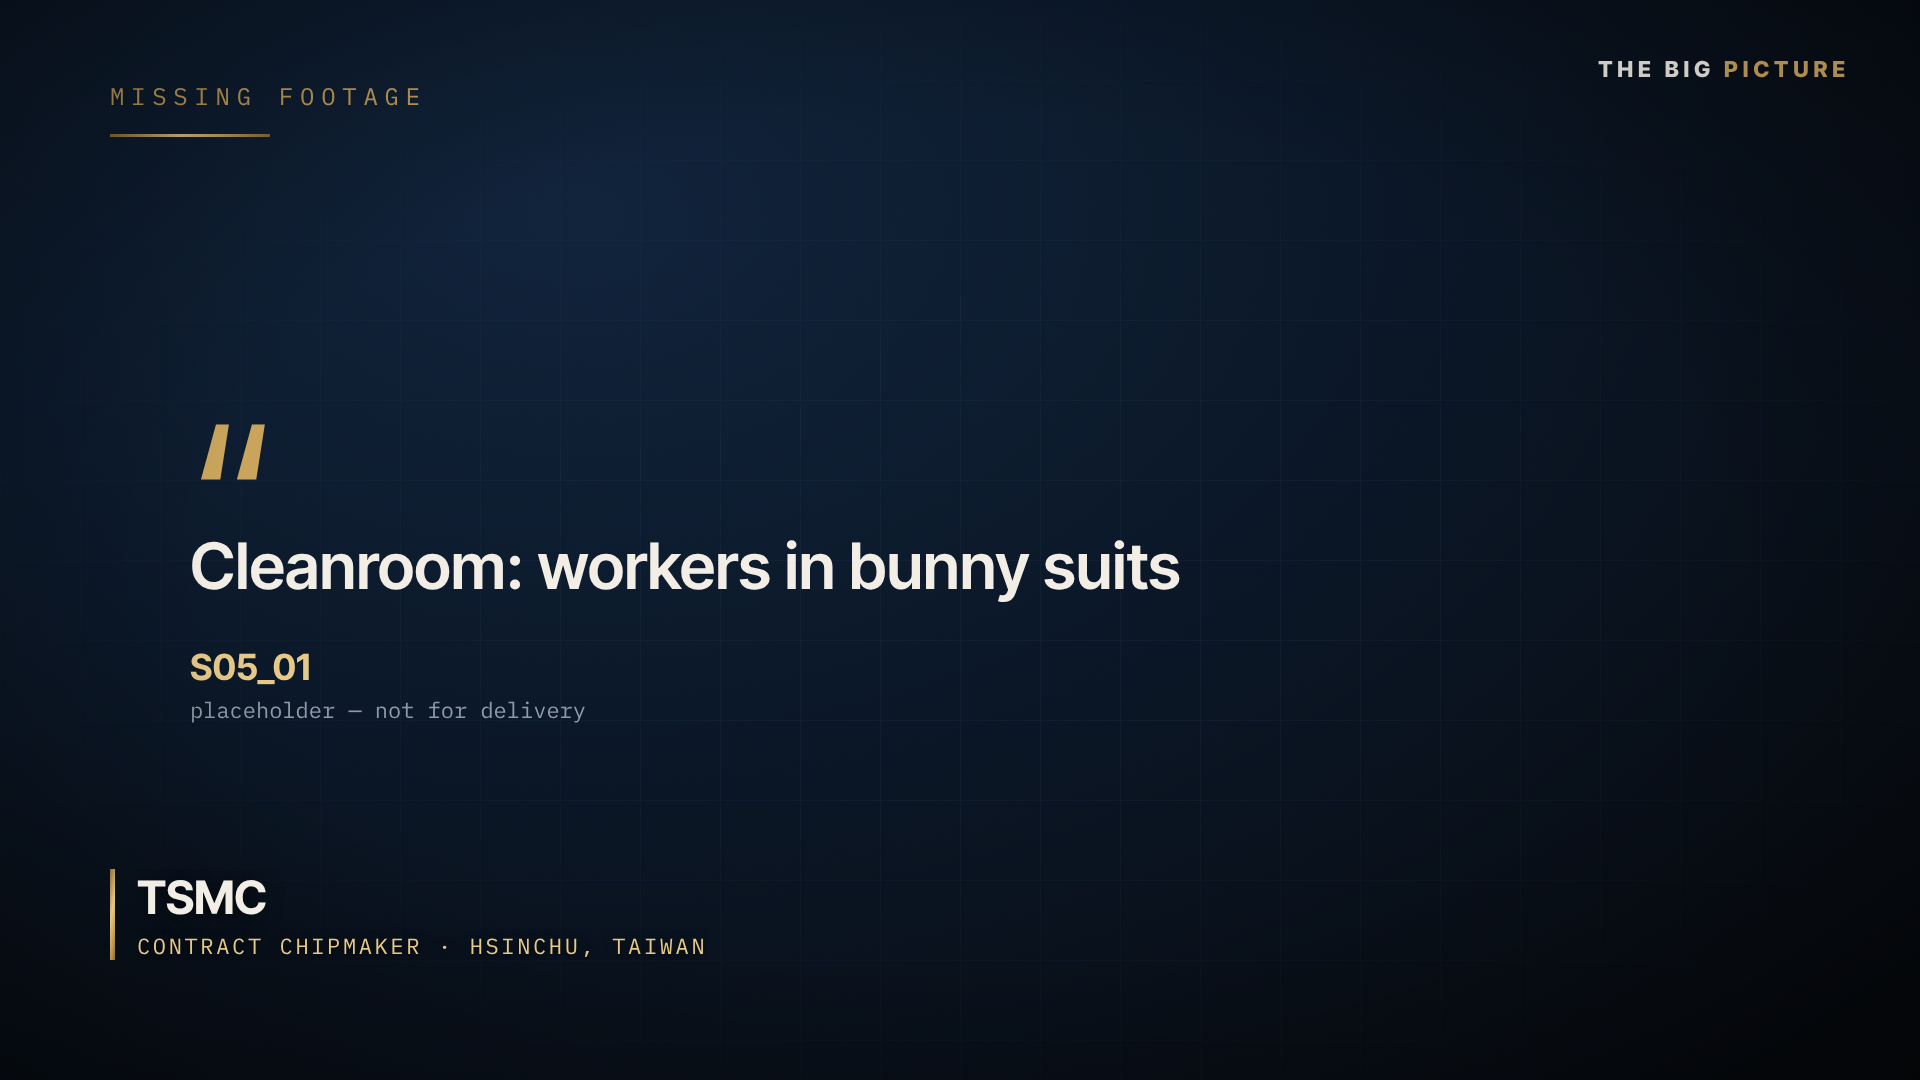 MISSING FOOTAGE
THE BIG PICTURE
"
Cleanroom: workers in bunny suits
S05_01
placeholder — not for delivery
TSMC
CONTRACT CHIPMAKER · HSINCHU, TAIWAN